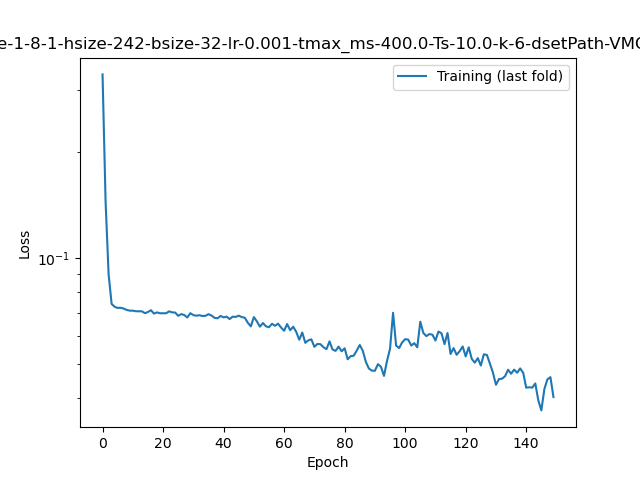 e-1-8-1-hsize-242-bsize-32-lr-0.001-tmax_ms-400.0-Ts-10.0-k-6-dsetPath-VMC
Training (last fold)
Loss
10⁻¹
0 20 40 60 80 100 120 140
Epoch